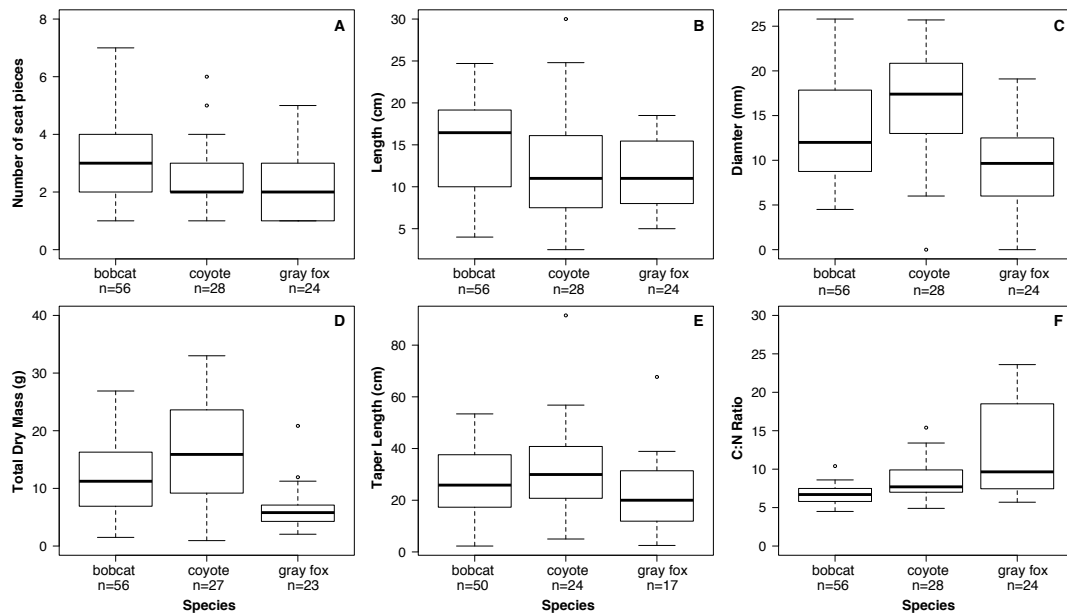 A
Number of scat pieces
8
6
4
2
0
bobcat coyote gray fox
n=56 n=28 n=24
B
Length (cm)
30
25
20
15
10
5
bobcat coyote gray fox
n=56 n=28 n=24
C
Diamter (mm)
25
20
15
10
5
0
bobcat coyote gray fox
n=56 n=28 n=24
D
Total Dry Mass (g)
40
30
20
10
0
bobcat coyote gray fox
n=56 n=27 n=23
Species
E
Taper Length (cm)
80
60
40
20
0
bobcat coyote gray fox
n=50 n=24 n=17
Species
F
C:N Ratio
30
25
20
15
10
5
0
bobcat coyote gray fox
n=56 n=28 n=24
Species